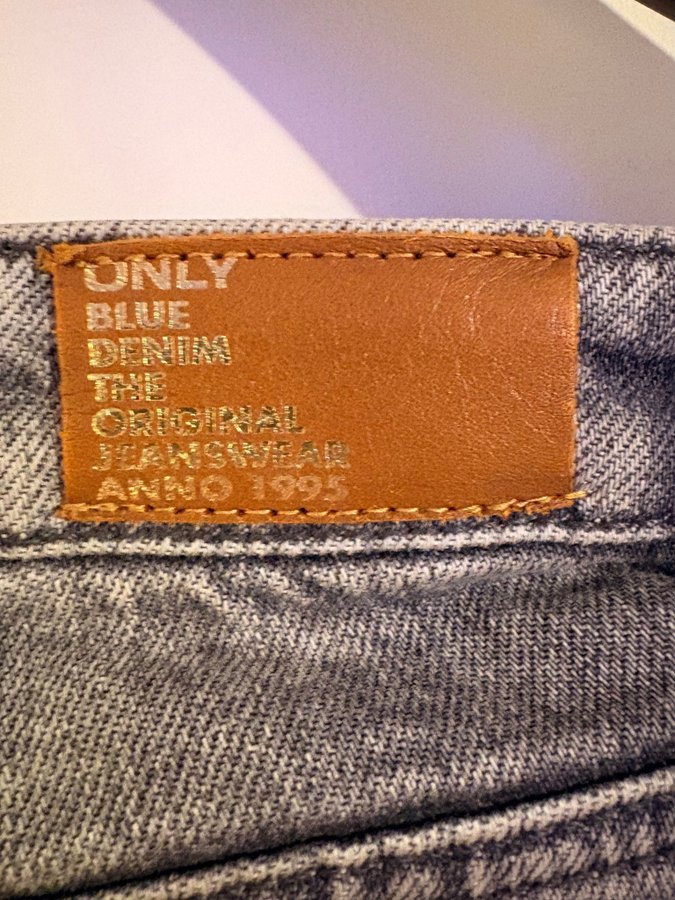 ONLY
BLUE
DENIM
THE
ORIGINAL
JEANSWEAR
ANNO 1995